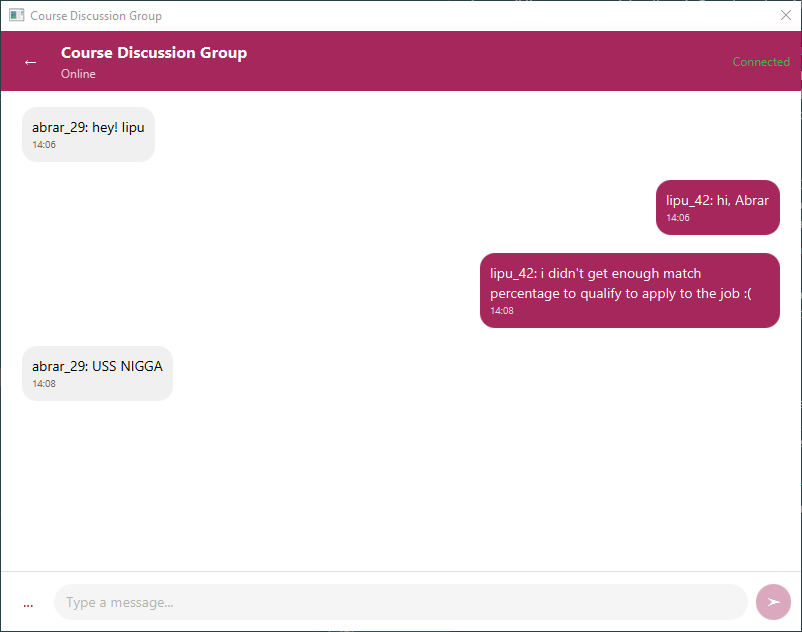 Course Discussion Group
←
Course Discussion Group
Online
Connected
abrar_29: hey! lipu
14:06
lipu_42: hi, Abrar
14:06
lipu_42: i didn't get enough match
percentage to qualify to apply to the job :(
14:08
abrar_29: USS NIGGA
14:08
...
Type a message...